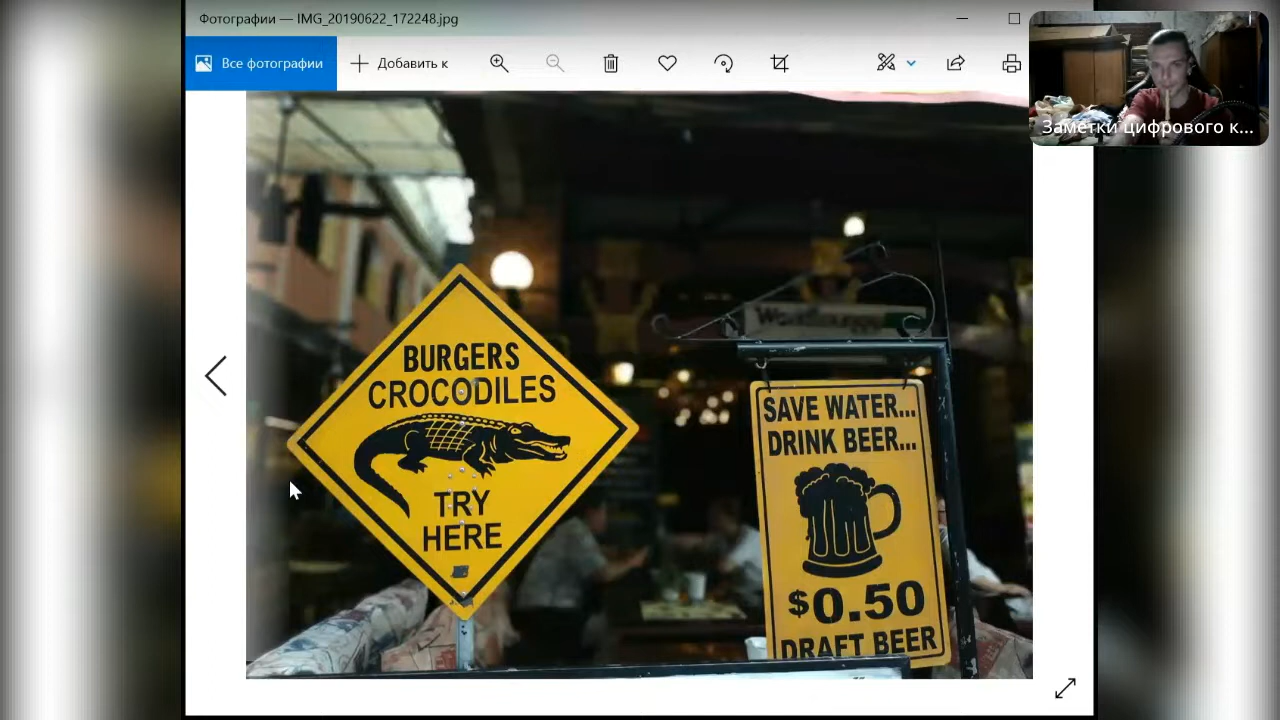 Фотографии — IMG_20190622_172248.jpg
Все фотографии
Добавить к
Заметки цифрового к...
BURGERS
CROCODILES
TRY
HERE
SAVE WATER...
DRINK BEER...
$0.50
DRAFT BEER